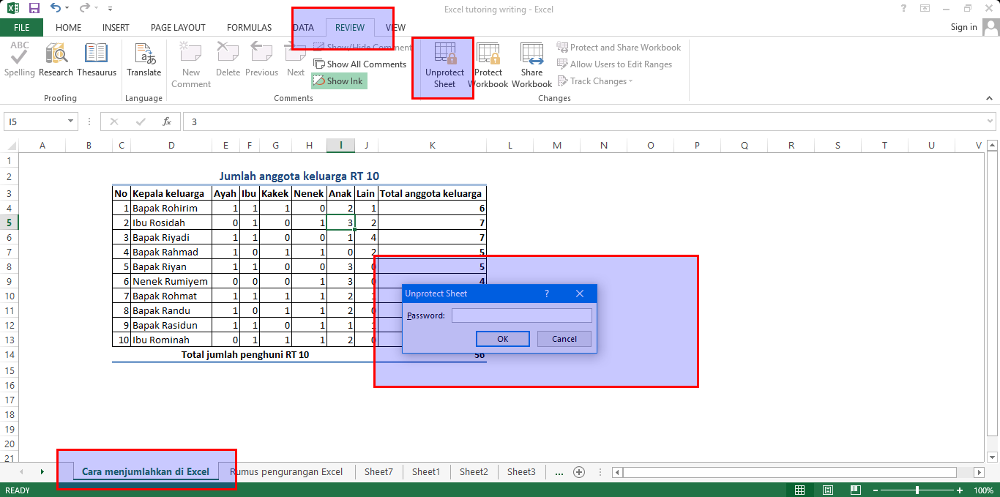 Excel tutoring writing - Excel
?
FILE HOME INSERT PAGE LAYOUT FORMULAS DATA REVIEW VIEW Sign in
ABC
Spelling Research Thesaurus
Proofing
Translate
Language
New Comment
Delete
Previous
Next
Show/Hide Comment
Show All Comments
Show Ink
Comments
Unprotect Sheet
Protect Workbook
Share Workbook
Protect and Share Workbook
Allow Users to Edit Ranges
Track Changes
Changes
I5 fx 3
A B C D E F G H I J K L M N O P Q R S T U V
1
2 Jumlah anggota keluarga RT 10
3 No Kepala keluarga Ayah Ibu Kakek Nenek Anak Lain Total anggota keluarga
4 1 Bapak Rohirim 1 1 1 0 2 1 6
5 2 Ibu Rosidah 0 1 0 1 3 2 7
6 3 Bapak Riyadi 1 1 0 0 1 4 7
7 4 Bapak Rahmad 1 0 1 1 0 2 5
8 5 Bapak Riyan 1 1 0 0 3 0 5
9 6 Nenek Rumiyem 0 0 0 1 3 0 4
10 7 Bapak Rohmat 1 1 1 1 2 1
11 8 Bapak Randu 1 0 1 1 2 0
12 9 Bapak Rasidun 1 1 0 1 1 1
13 10 Ibu Rominah 0 1 1 1 2 0
14 Total jumlah penghuni RT 10 56
15
16
17
18
19
20
21
Unprotect Sheet ?
Password:
OK Cancel
Cara menjumlahkan di Excel Rumus pengurangan Excel Sheet7 Sheet1 Sheet2 Sheet3 ...
READY 100%